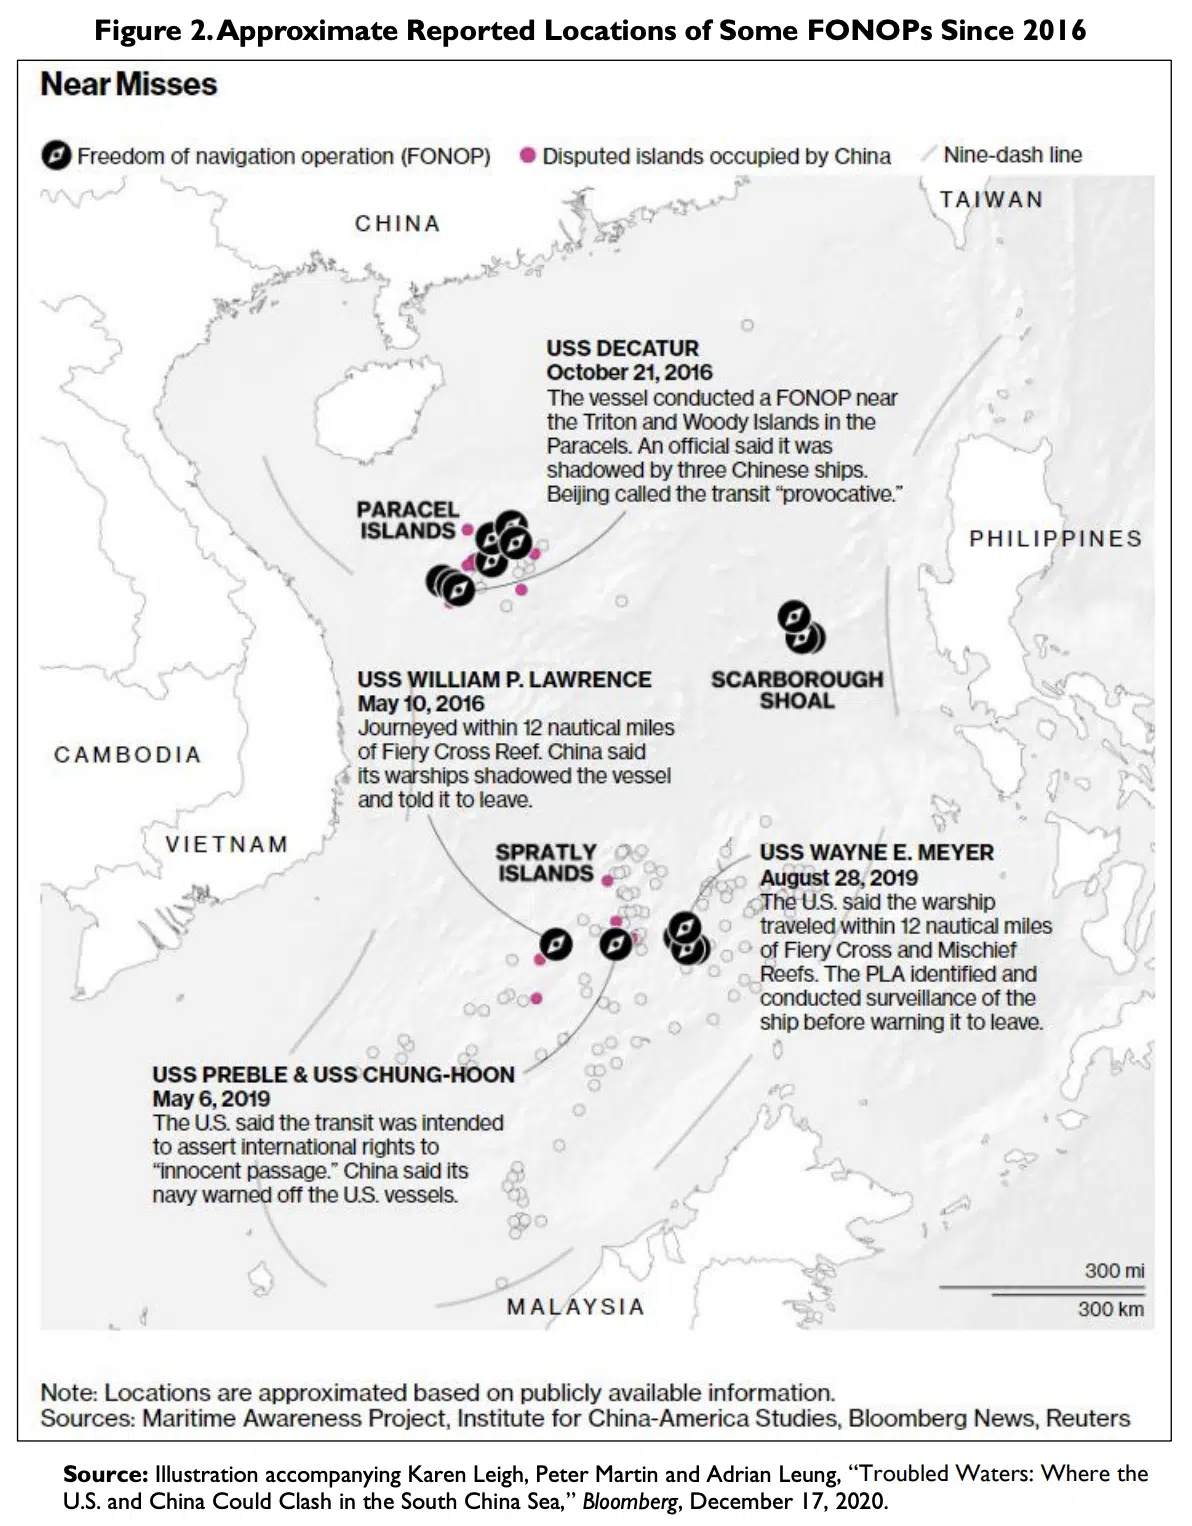 Figure 2. Approximate Reported Locations of Some FONOPs Since 2016
Near Misses
Freedom of navigation operation (FONOP)
Disputed islands occupied by China
Nine-dash line
TAIWAN
CHINA
USS DECATUR
October 21, 2016
The vessel conducted a FONOP near
the Triton and Woody Islands in the
Paracels. An official said it was
shadowed by three Chinese ships.
Beijing called the transit “provocative.”
PARACEL
ISLANDS
PHILIPPINES
SCARBOROUGH
SHOAL
USS WILLIAM P. LAWRENCE
May 10, 2016
Journeyed within 12 nautical miles
of Fiery Cross Reef. China said
its warships shadowed the vessel
and told it to leave.
CAMBODIA
VIETNAM
SPRATLY
ISLANDS
USS WAYNE E. MEYER
August 28, 2019
The U.S. said the warship
traveled within 12 nautical miles
of Fiery Cross and Mischief
Reefs. The PLA identified and
conducted surveillance of the
ship before warning it to leave.
USS PREBLE & USS CHUNG-HOON
May 6, 2019
The U.S. said the transit was intended
to assert international rights to
“innocent passage.” China said its
navy warned off the U.S. vessels.
MALAYSIA
300 mi
300 km
Note: Locations are approximated based on publicly available information.
Sources: Maritime Awareness Project, Institute for China-America Studies, Bloomberg News, Reuters
Source: Illustration accompanying Karen Leigh, Peter Martin and Adrian Leung, “Troubled Waters: Where the
U.S. and China Could Clash in the South China Sea,” Bloomberg, December 17, 2020.